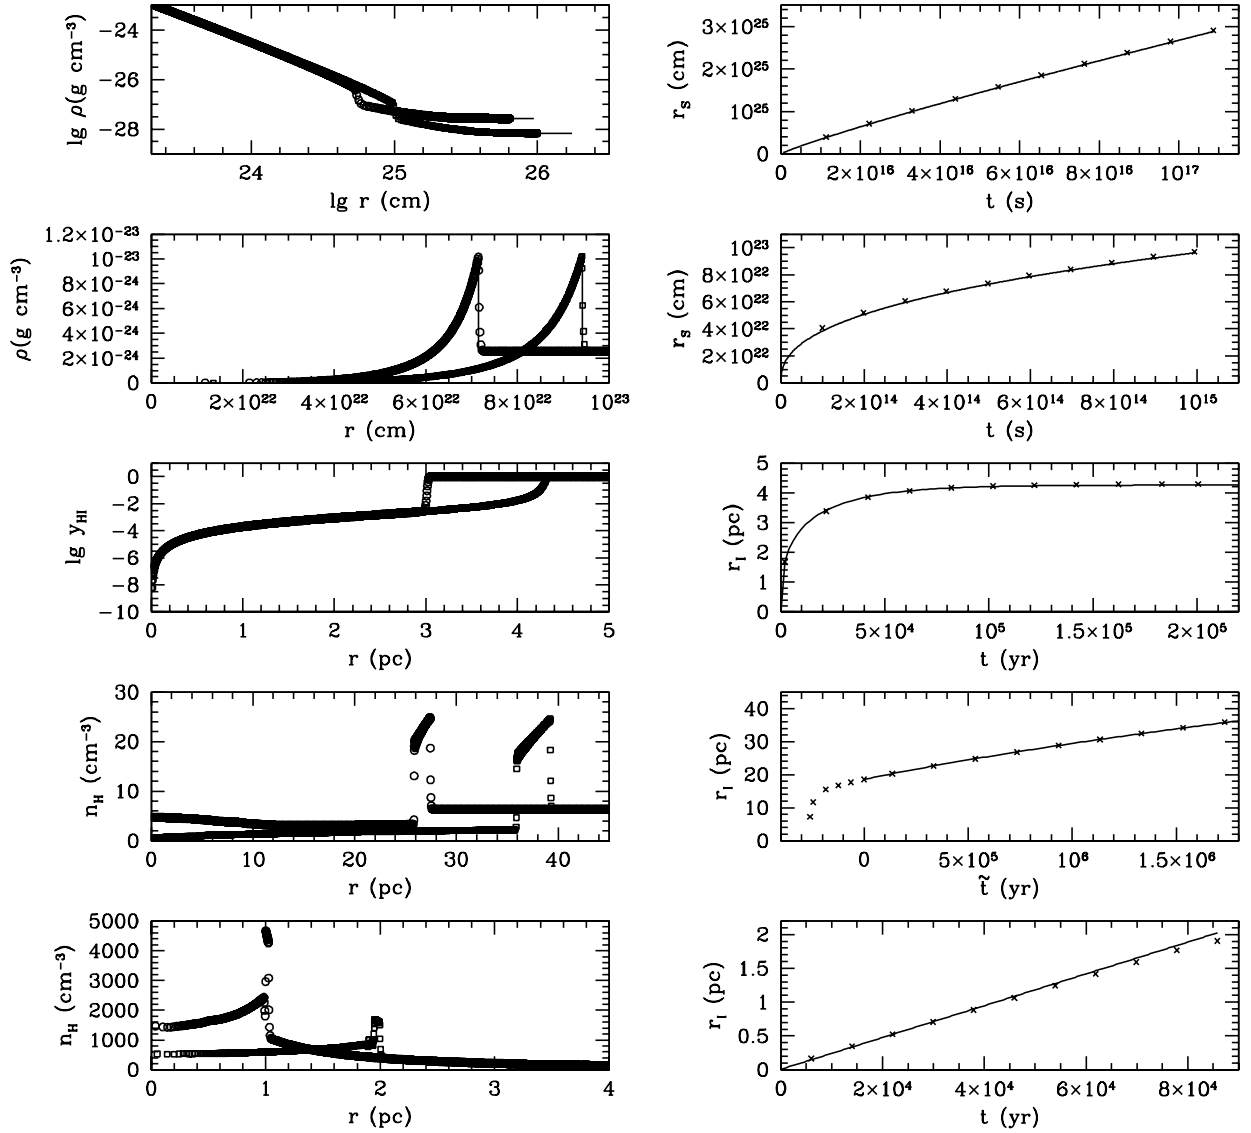 lg ρ(g cm⁻³)
−24
−26
−28
24 25 26
lg r (cm)
r_S (cm)
3×10²⁵
2×10²⁵
10²⁵
0
0 2×10¹⁶ 4×10¹⁶ 6×10¹⁶ 8×10¹⁶ 10¹⁷
t (s)
ρ(g cm⁻³)
1.2×10⁻²³
10⁻²³
8×10⁻²⁴
6×10⁻²⁴
4×10⁻²⁴
2×10⁻²⁴
0
0 2×10²² 4×10²² 6×10²² 8×10²² 10²³
r (cm)
r_S (cm)
10²³
8×10²²
6×10²²
4×10²²
2×10²²
0
0 2×10¹⁴ 4×10¹⁴ 6×10¹⁴ 8×10¹⁴ 10¹⁵
t (s)
lg y_HI
0
−2
−4
−6
−8
−10
0 1 2 3 4 5
r (pc)
r_I (pc)
5
4
3
2
1
0
0 5×10⁴ 10⁵ 1.5×10⁵ 2×10⁵
t (yr)
n_H (cm⁻³)
30
20
10
0
0 10 20 30 40
r (pc)
r_I (pc)
40
30
20
10
0
0 5×10⁵ 10⁶ 1.5×10⁶
t̃ (yr)
n_H (cm⁻³)
5000
4000
3000
2000
1000
0
0 1 2 3 4
r (pc)
r_I (pc)
2
1.5
1
0.5
0
0 2×10⁴ 4×10⁴ 6×10⁴ 8×10⁴
t (yr)